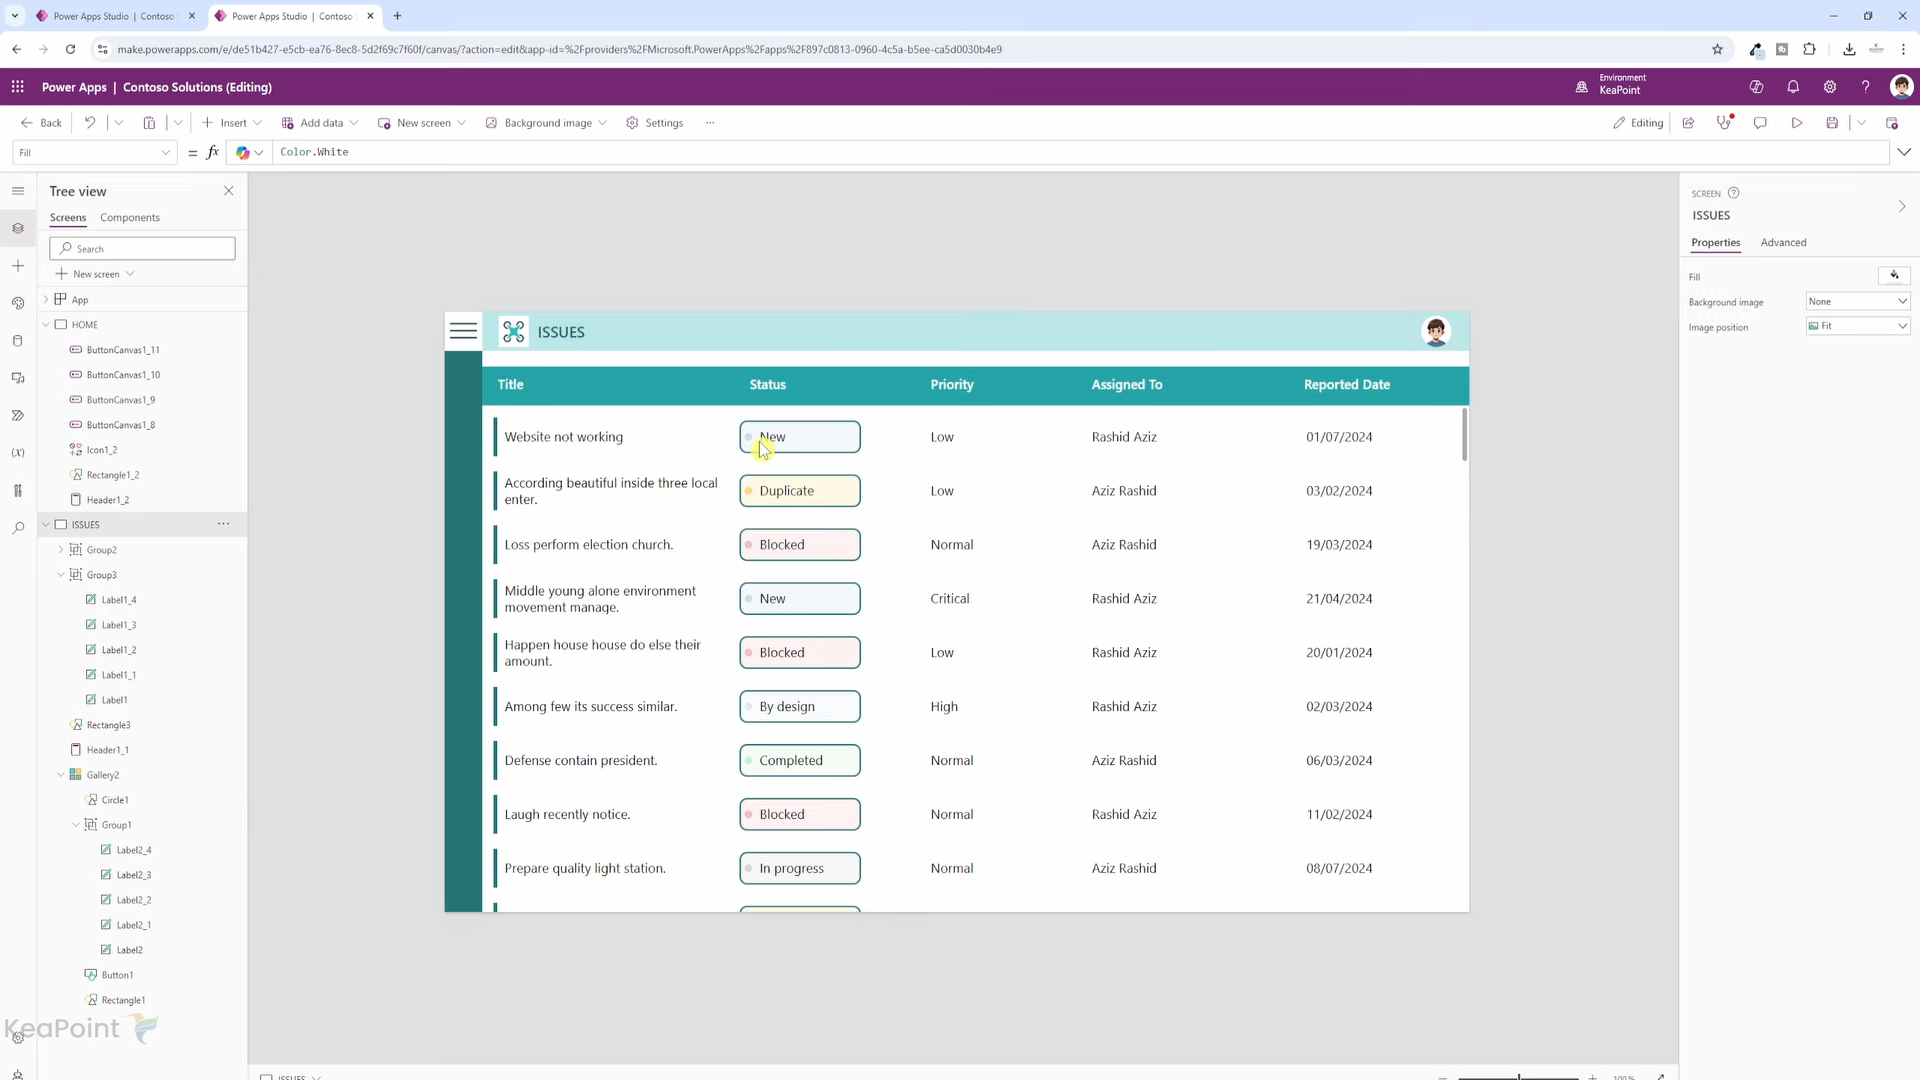 Power Apps Studio | Contoso
Power Apps Studio | Contoso
make.powerapps.com/e/de51b427-e5cb-ea76-8ec8-5d2f69c7f60f/canvas/?action=edit&app-id=%2Fproviders%2FMicrosoft.PowerApps%2Fapps%2F897c0813-0960-4c5a-b5ee-ca5d0030b4e9
Power Apps | Contoso Solutions (Editing)
Environment
KeaPoint
Back
Insert
Add data
New screen
Background image
Settings
Editing
Fill
= fx
Color.White
Tree view
Screens Components
Search
New screen
App
HOME
ButtonCanvas1_11
ButtonCanvas1_10
ButtonCanvas1_9
ButtonCanvas1_8
Icon1_2
Rectangle1_2
Header1_2
ISSUES
Group2
Group3
Label1_4
Label1_3
Label1_2
Label1_1
Label1
Rectangle3
Header1_1
Gallery2
Circle1
Group1
Label2_4
Label2_3
Label2_2
Label2_1
Label2
Button1
Rectangle1
KeaPoint
ISSUES
Title Status Priority Assigned To Reported Date
Website not working New Low Rashid Aziz 01/07/2024
According beautiful inside three local enter. Duplicate Low Aziz Rashid 03/02/2024
Loss perform election church. Blocked Normal Aziz Rashid 19/03/2024
Middle young alone environment movement manage. New Critical Rashid Aziz 21/04/2024
Happen house house do else their amount. Blocked Low Rashid Aziz 20/01/2024
Among few its success similar. By design High Rashid Aziz 02/03/2024
Defense contain president. Completed Normal Aziz Rashid 06/03/2024
Laugh recently notice. Blocked Normal Rashid Aziz 11/02/2024
Prepare quality light station. In progress Normal Aziz Rashid 08/07/2024
SCREEN
ISSUES
Properties Advanced
Fill
Background image None
Image position Fit
ISSUES
100 %